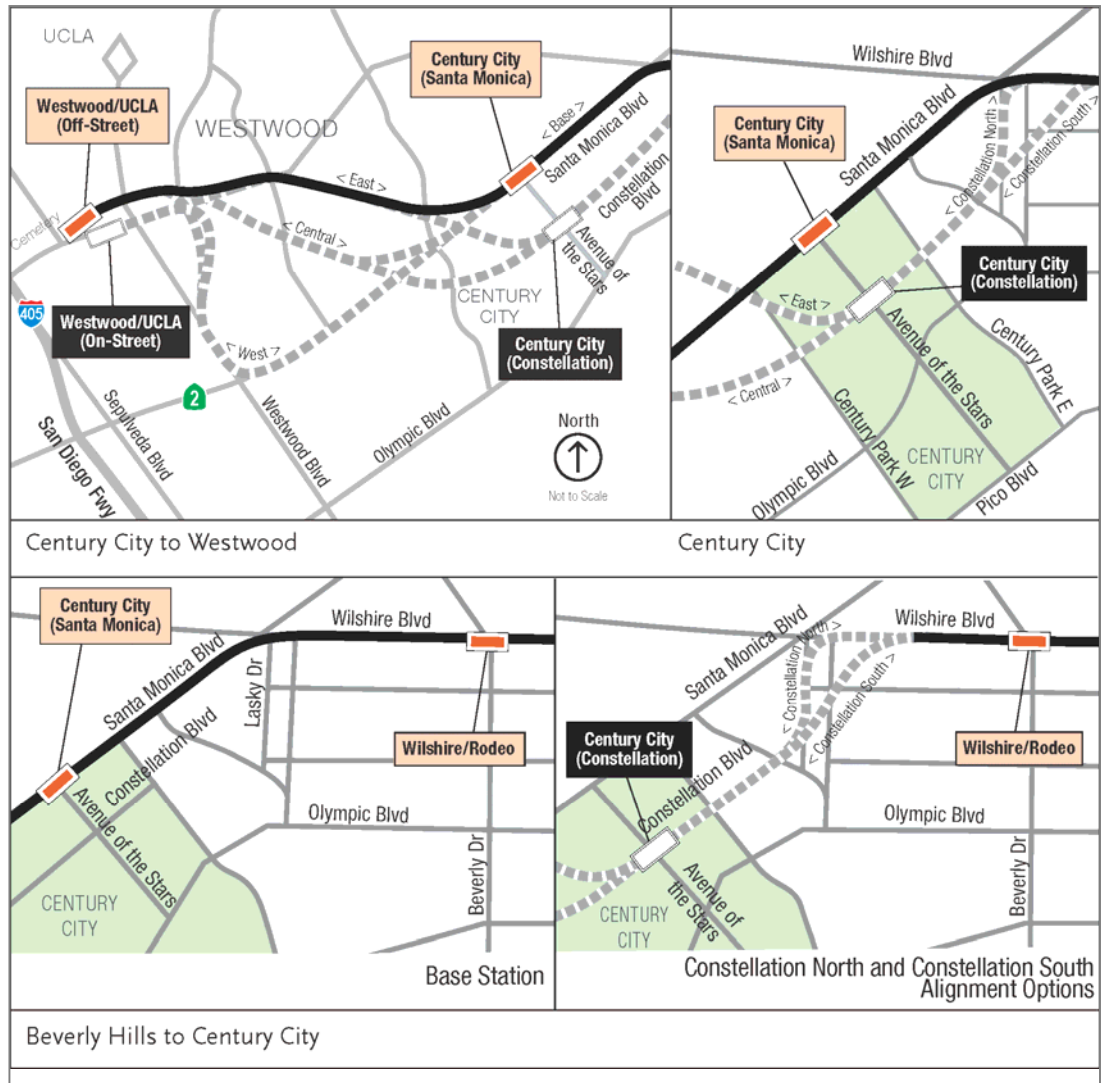 UCLA
Westwood/UCLA
(Off-Street)
WESTWOOD
Century City
(Santa Monica)
< Base >
Santa Monica Blvd
Constellation
Blvd
< East >
< Central >
Cemetery
Avenue of
the Stars
CENTURY
CITY
405
Westwood/UCLA
(On-Street)
< West >
Century City
(Constellation)
2
San Diego Fwy
Sepulveda Blvd
Westwood Blvd
Olympic Blvd
North
Not to Scale
Century City to Westwood
Wilshire Blvd
Century City
(Santa Monica)
Santa Monica Blvd
< Constellation North >
< Constellation South >
Century City
(Constellation)
< East >
< Central >
Avenue of the Stars
Century Park E
Century Park W
CENTURY
CITY
Olympic Blvd
Pico Blvd
Century City
Century City
(Santa Monica)
Santa Monica Blvd
Wilshire Blvd
Lasky Dr
Constellation Blvd
Wilshire/Rodeo
Avenue of the Stars
Olympic Blvd
Beverly Dr
CENTURY
CITY
Base Station
Santa Monica Blvd
Wilshire Blvd
< Constellation North >
< Constellation South >
Century City
(Constellation)
Wilshire/Rodeo
Constellation Blvd
Olympic Blvd
Avenue of
the Stars
Beverly Dr
CENTURY
CITY
Constellation North and Constellation South
Alignment Options
Beverly Hills to Century City